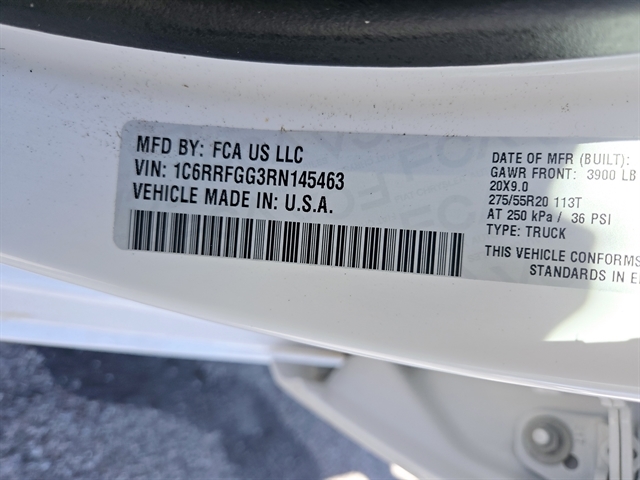 MFD BY: FCA US LLC
VIN: 1C6RRFGG3RN145463
VEHICLE MADE IN: U.S.A.
DATE OF MFR (BUILT):
GAWR FRONT: 3900 LB
20X9.0
275/55R20 113T
AT 250 kPa / 36 PSI
TYPE: TRUCK
THIS VEHICLE CONFORMS
STANDARDS IN